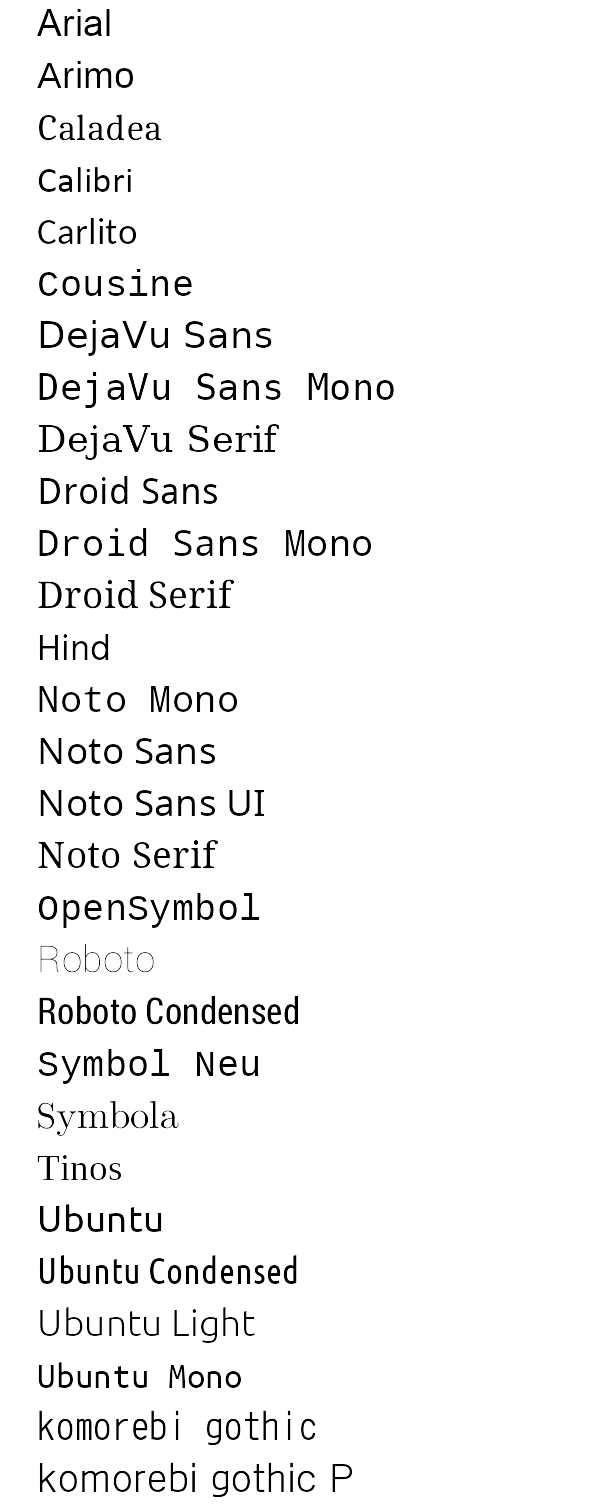 Arial
Arimo
Caladea
Calibri
Carlito
Cousine
DejaVu Sans
DejaVu Sans Mono
DejaVu Serif
Droid Sans
Droid Sans Mono
Droid Serif
Hind
Noto Mono
Noto Sans
Noto Sans UI
Noto Serif
OpenSymbol
Roboto
Roboto Condensed
Symbol Neu
Symbola
Tinos
Ubuntu
Ubuntu Condensed
Ubuntu Light
Ubuntu Mono
komorebi gothic
komorebi gothic P